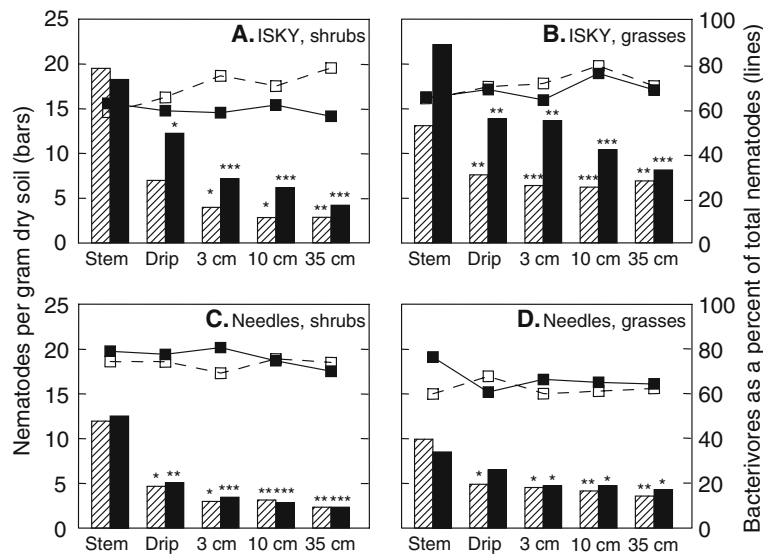 Nematodes per gram dry soil (bars)
Bacterivores as a percent of total nematodes (lines)
A. ISKY, shrubs
25
20
15
10
5
0
* *** *** ***
* * **
Stem Drip 3 cm 10 cm 35 cm
B. ISKY, grasses
100
80
60
40
20
0
** ** *** ***
** *** *** **
Stem Drip 3 cm 10 cm 35 cm
C. Needles, shrubs
25
20
15
10
5
0
* ** * *** ** *** ** ***
Stem Drip 3 cm 10 cm 35 cm
D. Needles, grasses
100
80
60
40
20
0
* * * ** * ** *
Stem Drip 3 cm 10 cm 35 cm